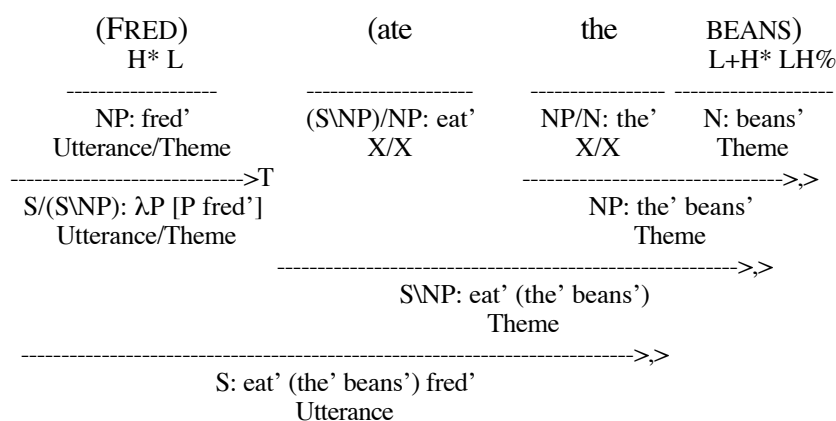 (FRED) (ate the BEANS)
H* L L+H* LH%
------------------- --------------------- ----------------- --------------------
NP: fred’ (S\NP)/NP: eat’ NP/N: the’ N: beans’
Utterance/Theme X/X X/X Theme
----------------------------->T --------------------------------->,>
S/(S\NP): λP [P fred’] NP: the’ beans’
Utterance/Theme Theme
---------------------------------------------------------->,>
S\NP: eat’ (the’ beans’)
Theme
----------------------------------------------------------------------------->,>
S: eat’ (the’ beans’) fred’
Utterance